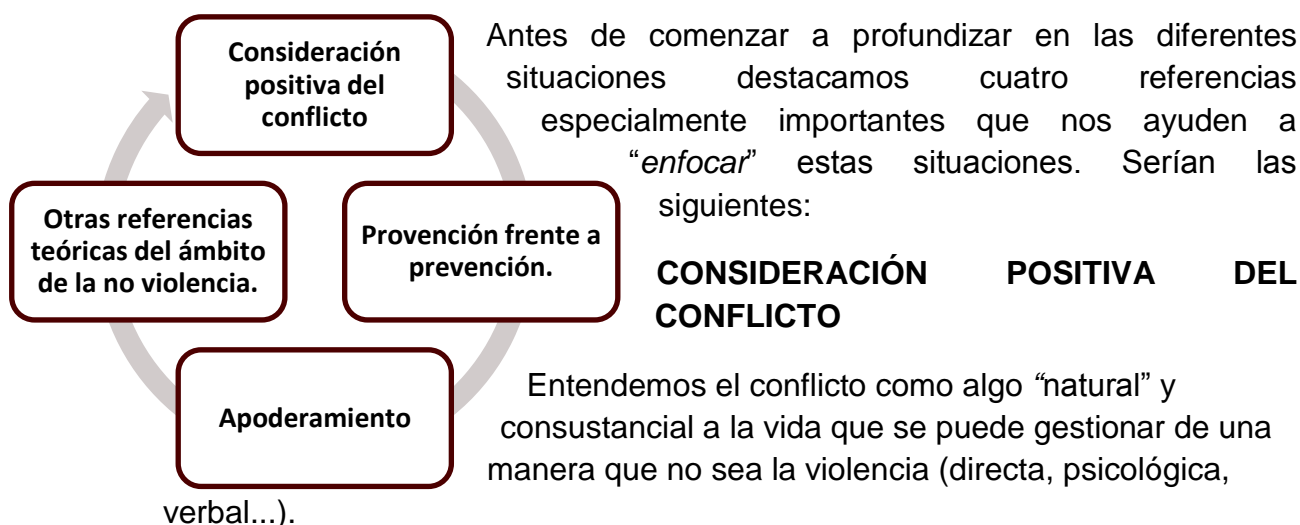 Consideración
positiva del
conflicto
Provención frente a
prevención.
Apoderamiento
Otras referencias
teóricas del ámbito
de la no violencia.
Antes de comenzar a profundizar en las diferentes
situaciones destacamos cuatro referencias
especialmente importantes que nos ayuden a
“enfocar” estas situaciones. Serían las
siguientes:
CONSIDERACIÓN POSITIVA DEL
CONFLICTO
Entendemos el conflicto como algo “natural” y
consustancial a la vida que se puede gestionar de una
manera que no sea la violencia (directa, psicológica,
verbal...).